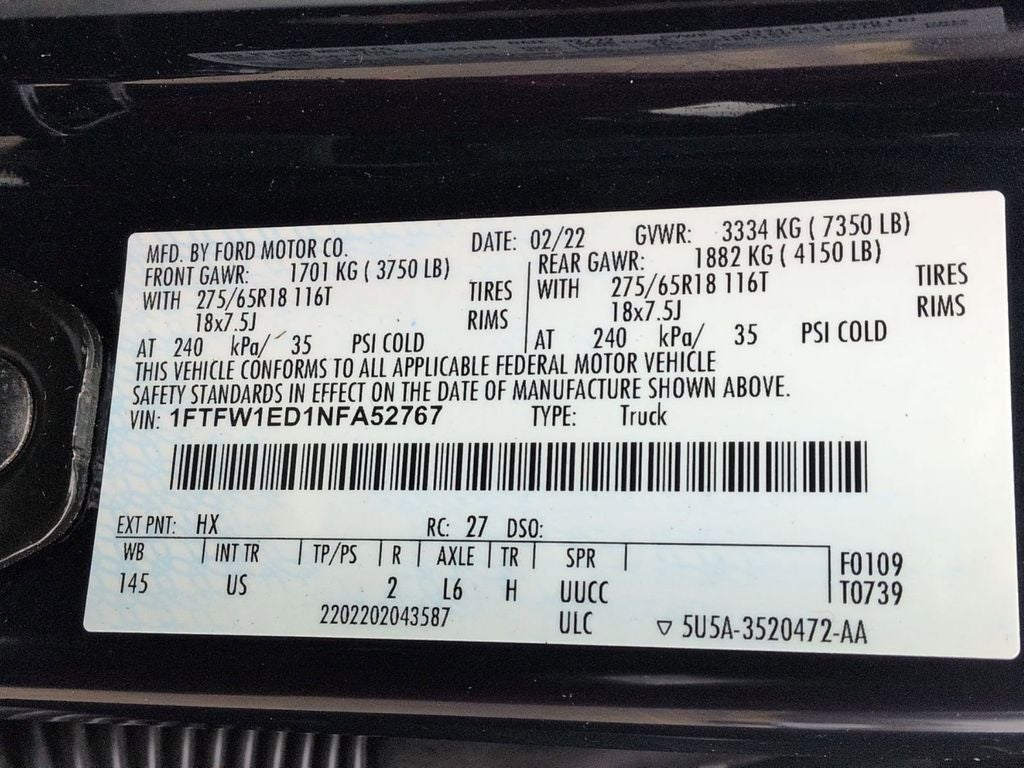 MFD. BY FORD MOTOR CO. DATE: 02/22 GVWR: 3334 KG ( 7350 LB)
FRONT GAWR: 1701 KG ( 3750 LB) REAR GAWR: 1882 KG ( 4150 LB)
WITH 275/65R18 116T TIRES WITH 275/65R18 116T TIRES
18x7.5J RIMS 18x7.5J RIMS
AT 240 kPa/ 35 PSI COLD AT 240 kPa/ 35 PSI COLD
THIS VEHICLE CONFORMS TO ALL APPLICABLE FEDERAL MOTOR VEHICLE
SAFETY STANDARDS IN EFFECT ON THE DATE OF MANUFACTURE SHOWN ABOVE.
VIN: 1FTFW1ED1NFA52767 TYPE: Truck
EXT PNT: HX RC: 27 DSO:
WB INT TR TP/PS R AXLE TR SPR F0109
145 US 2 L6 H UUCC T0739
2202202043587 ULC ▽ 5U5A-3520472-AA